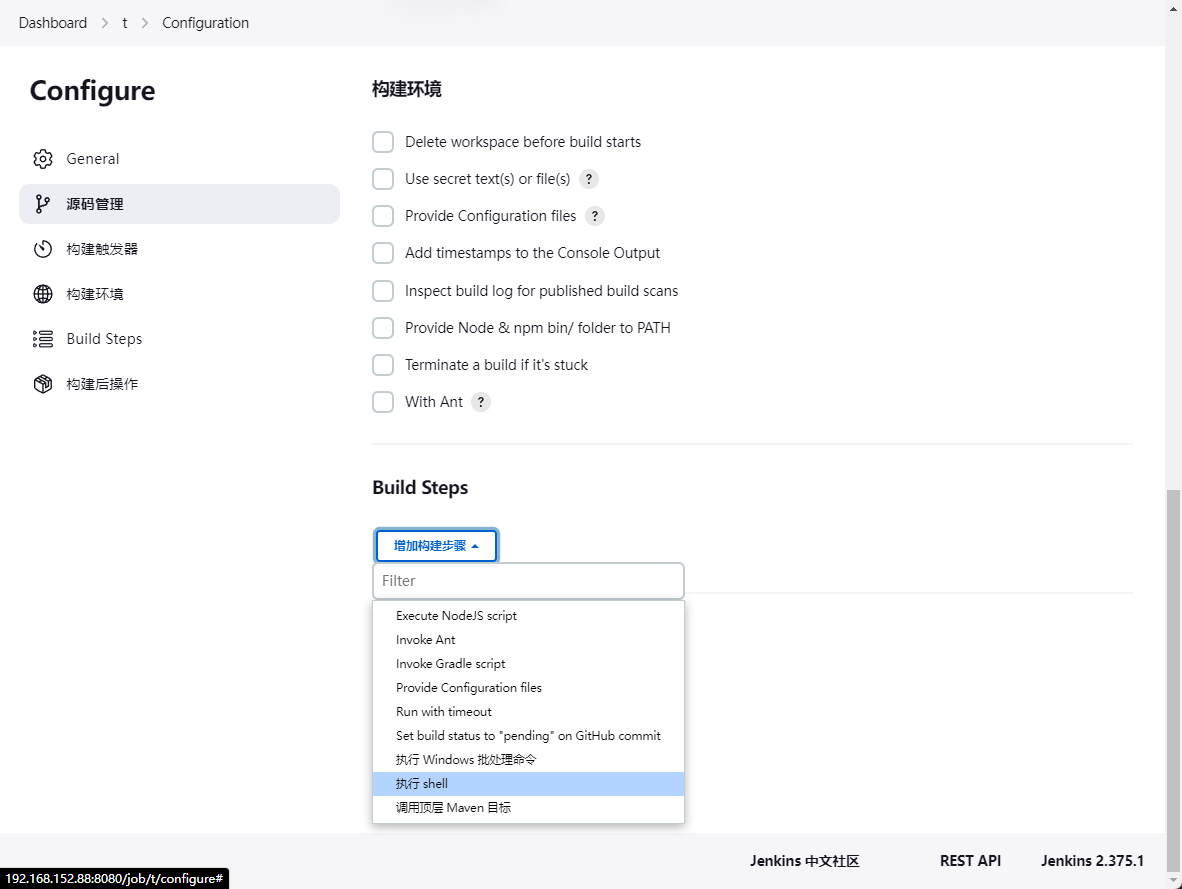 Dashboard > t > Configuration
Configure
General
源码管理
构建触发器
构建环境
Build Steps
构建后操作
构建环境
Delete workspace before build starts
Use secret text(s) or file(s) ?
Provide Configuration files ?
Add timestamps to the Console Output
Inspect build log for published build scans
Provide Node & npm bin/ folder to PATH
Terminate a build if it's stuck
With Ant ?
Build Steps
增加构建步骤
Filter
Execute NodeJS script
Invoke Ant
Invoke Gradle script
Provide Configuration files
Run with timeout
Set build status to "pending" on GitHub commit
执行 Windows 批处理命令
执行 shell
调用顶层 Maven 目标
Jenkins 中文社区 REST API Jenkins 2.375.1
192.168.152.88:8080/job/t/configure#